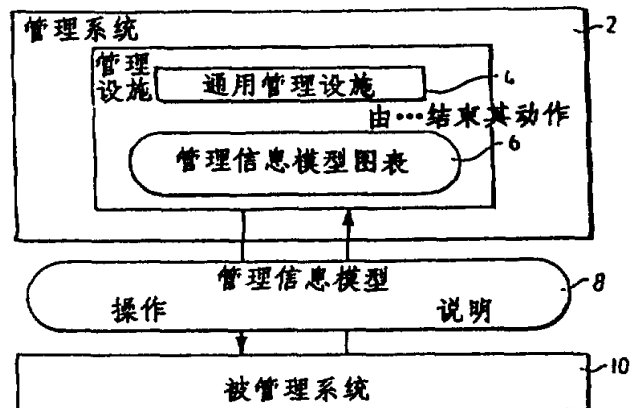 管理系统
2
管理
设施
通用管理设施
4
由···结束其动作
管理信息模型图表
6
管理信息模型
8
操作
说明
被管理系统
10